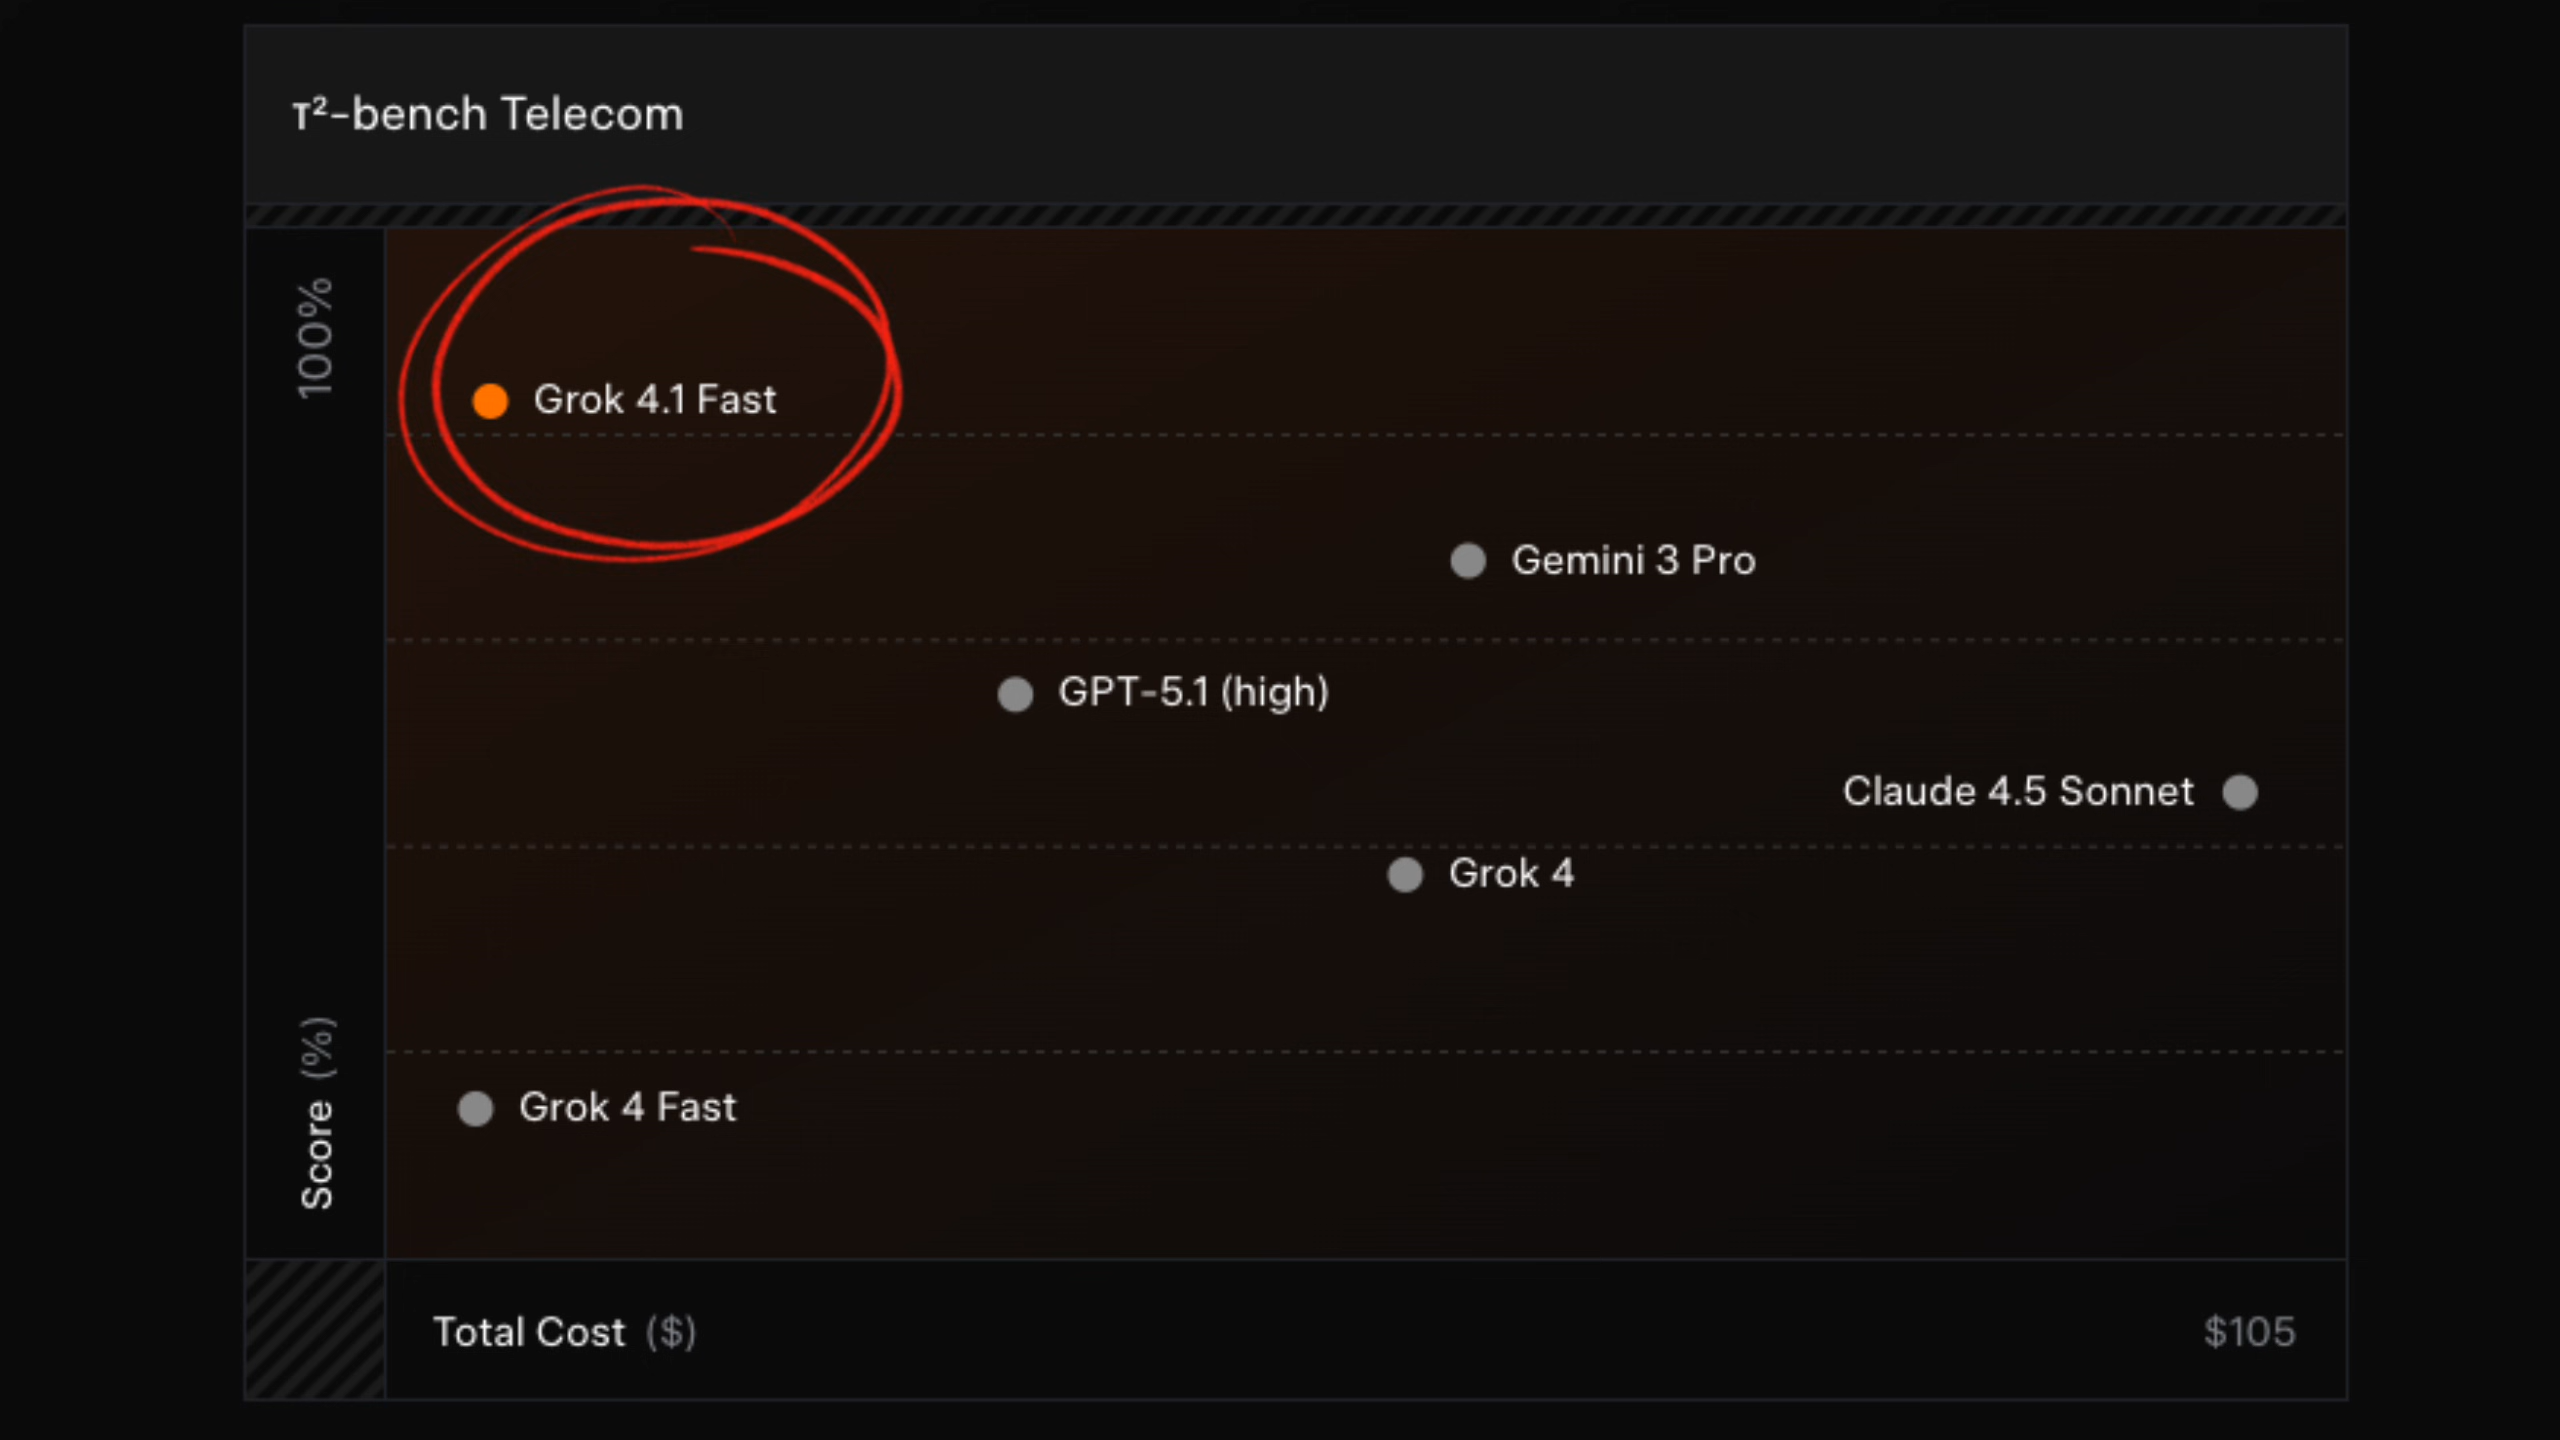 τ²-bench Telecom
100%
Grok 4.1 Fast
Gemini 3 Pro
GPT-5.1 (high)
Claude 4.5 Sonnet
Grok 4
Grok 4 Fast
Score (%)
Total Cost ($)
$105